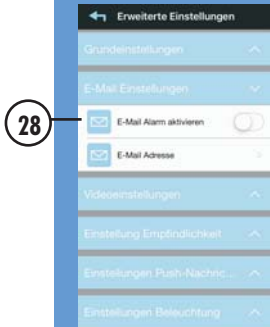 Erweiterte Einstellungen
Grundeinstellungen
E-Mail Einstellungen
28
E-Mail Alarm aktivieren
E-Mail Adresse
Videoeinstellungen
Einstellung Empfindlichkeit
Einstellungen Push-Nachric...
Einstellungen Beleuchtung